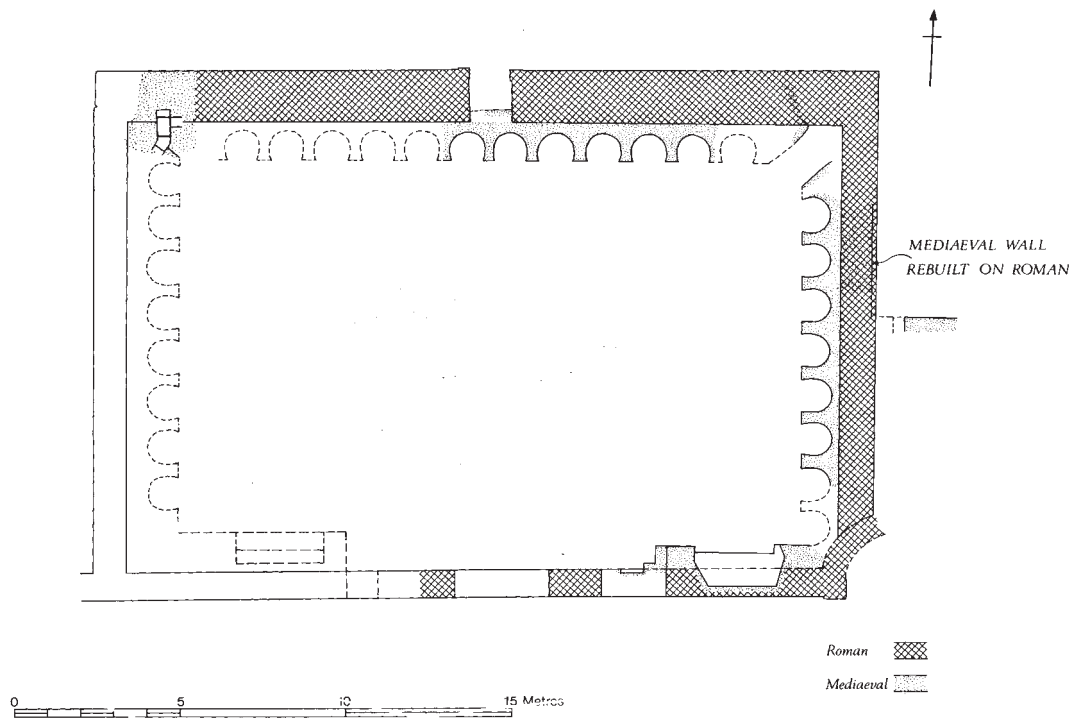 MEDIAEVAL WALL
REBUILT ON ROMAN
Roman
Mediaeval
0 5 10 15 Metres